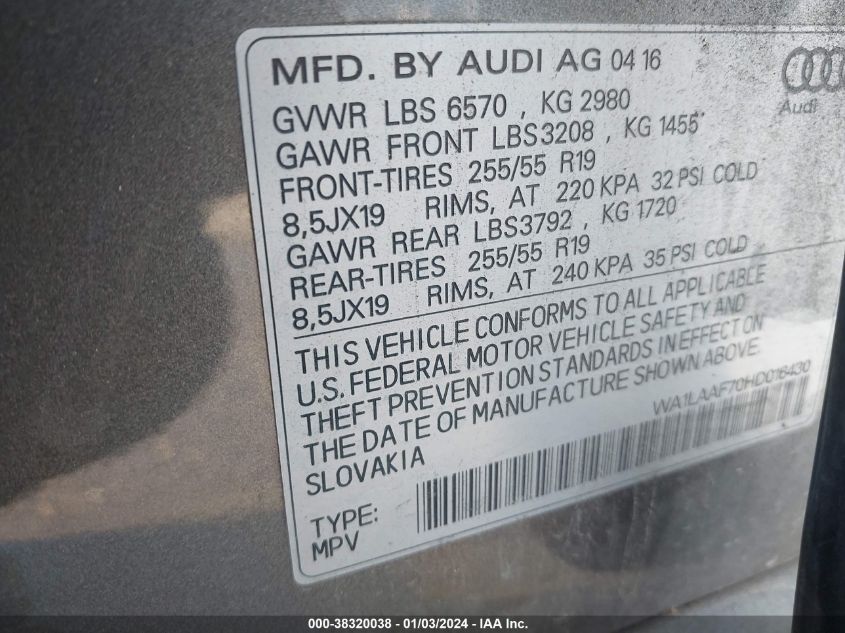 MFD. BY AUDI AG 04 16
Audi
GVWR LBS 6570 , KG 2980
GAWR FRONT LBS3208 , KG 1455
FRONT-TIRES 255/55 R19
8,5JX19 RIMS, AT 220 KPA 32 PSI COLD
GAWR REAR LBS3792 , KG 1720
REAR-TIRES 255/55 R19
8,5JX19 RIMS, AT 240 KPA 35 PSI COLD
THIS VEHICLE CONFORMS TO ALL APPLICABLE
U.S. FEDERAL MOTOR VEHICLE SAFETY AND
THEFT PREVENTION STANDARDS IN EFFECT ON
THE DATE OF MANUFACTURE SHOWN ABOVE
SLOVAKIA
WA1LAAF70HD016430
TYPE:
MPV
000-38320038 - 01/03/2024 - IAA Inc.